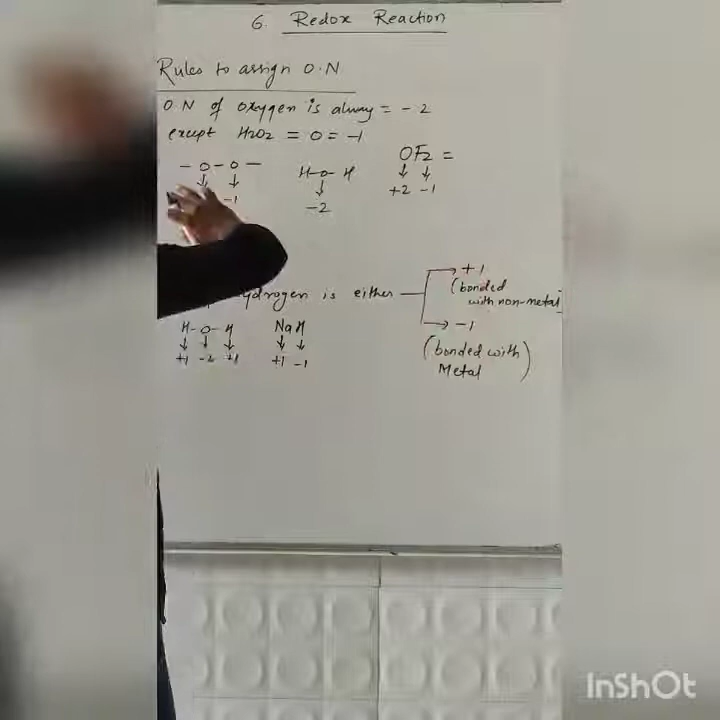 6. Redox Reaction
Rules to assign O.N
O.N of oxygen is alway = -2
except H2O2 = O = -1
- O - O -
-1
H-O-H
-2
OF2 =
+2 -1
hydrogen is either
+1
(bonded
with non-metal)
-1
(bonded with)
Metal
H-O-H
+1 -2 +1
NaH
+1 -1
InShOt